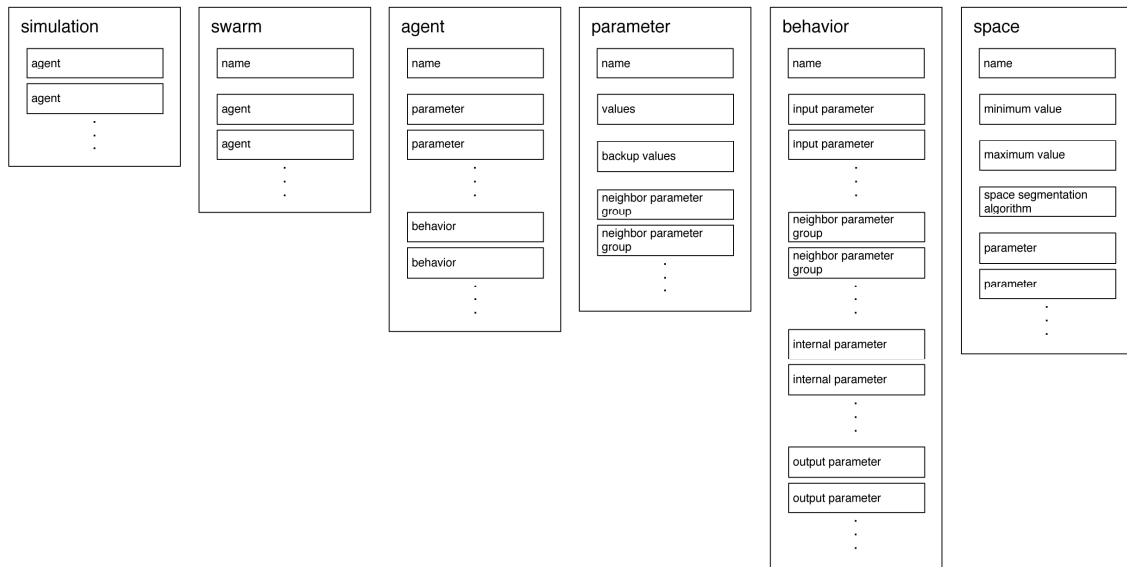 simulation
agent
agent
swarm
name
agent
agent
agent
name
parameter
parameter
behavior
behavior
parameter
name
values
backup values
neighbor parameter
group
neighbor parameter
group
behavior
name
input parameter
input parameter
neighbor parameter
group
neighbor parameter
group
internal parameter
internal parameter
output parameter
output parameter
space
name
minimum value
maximum value
space segmentation
algorithm
parameter
parameter